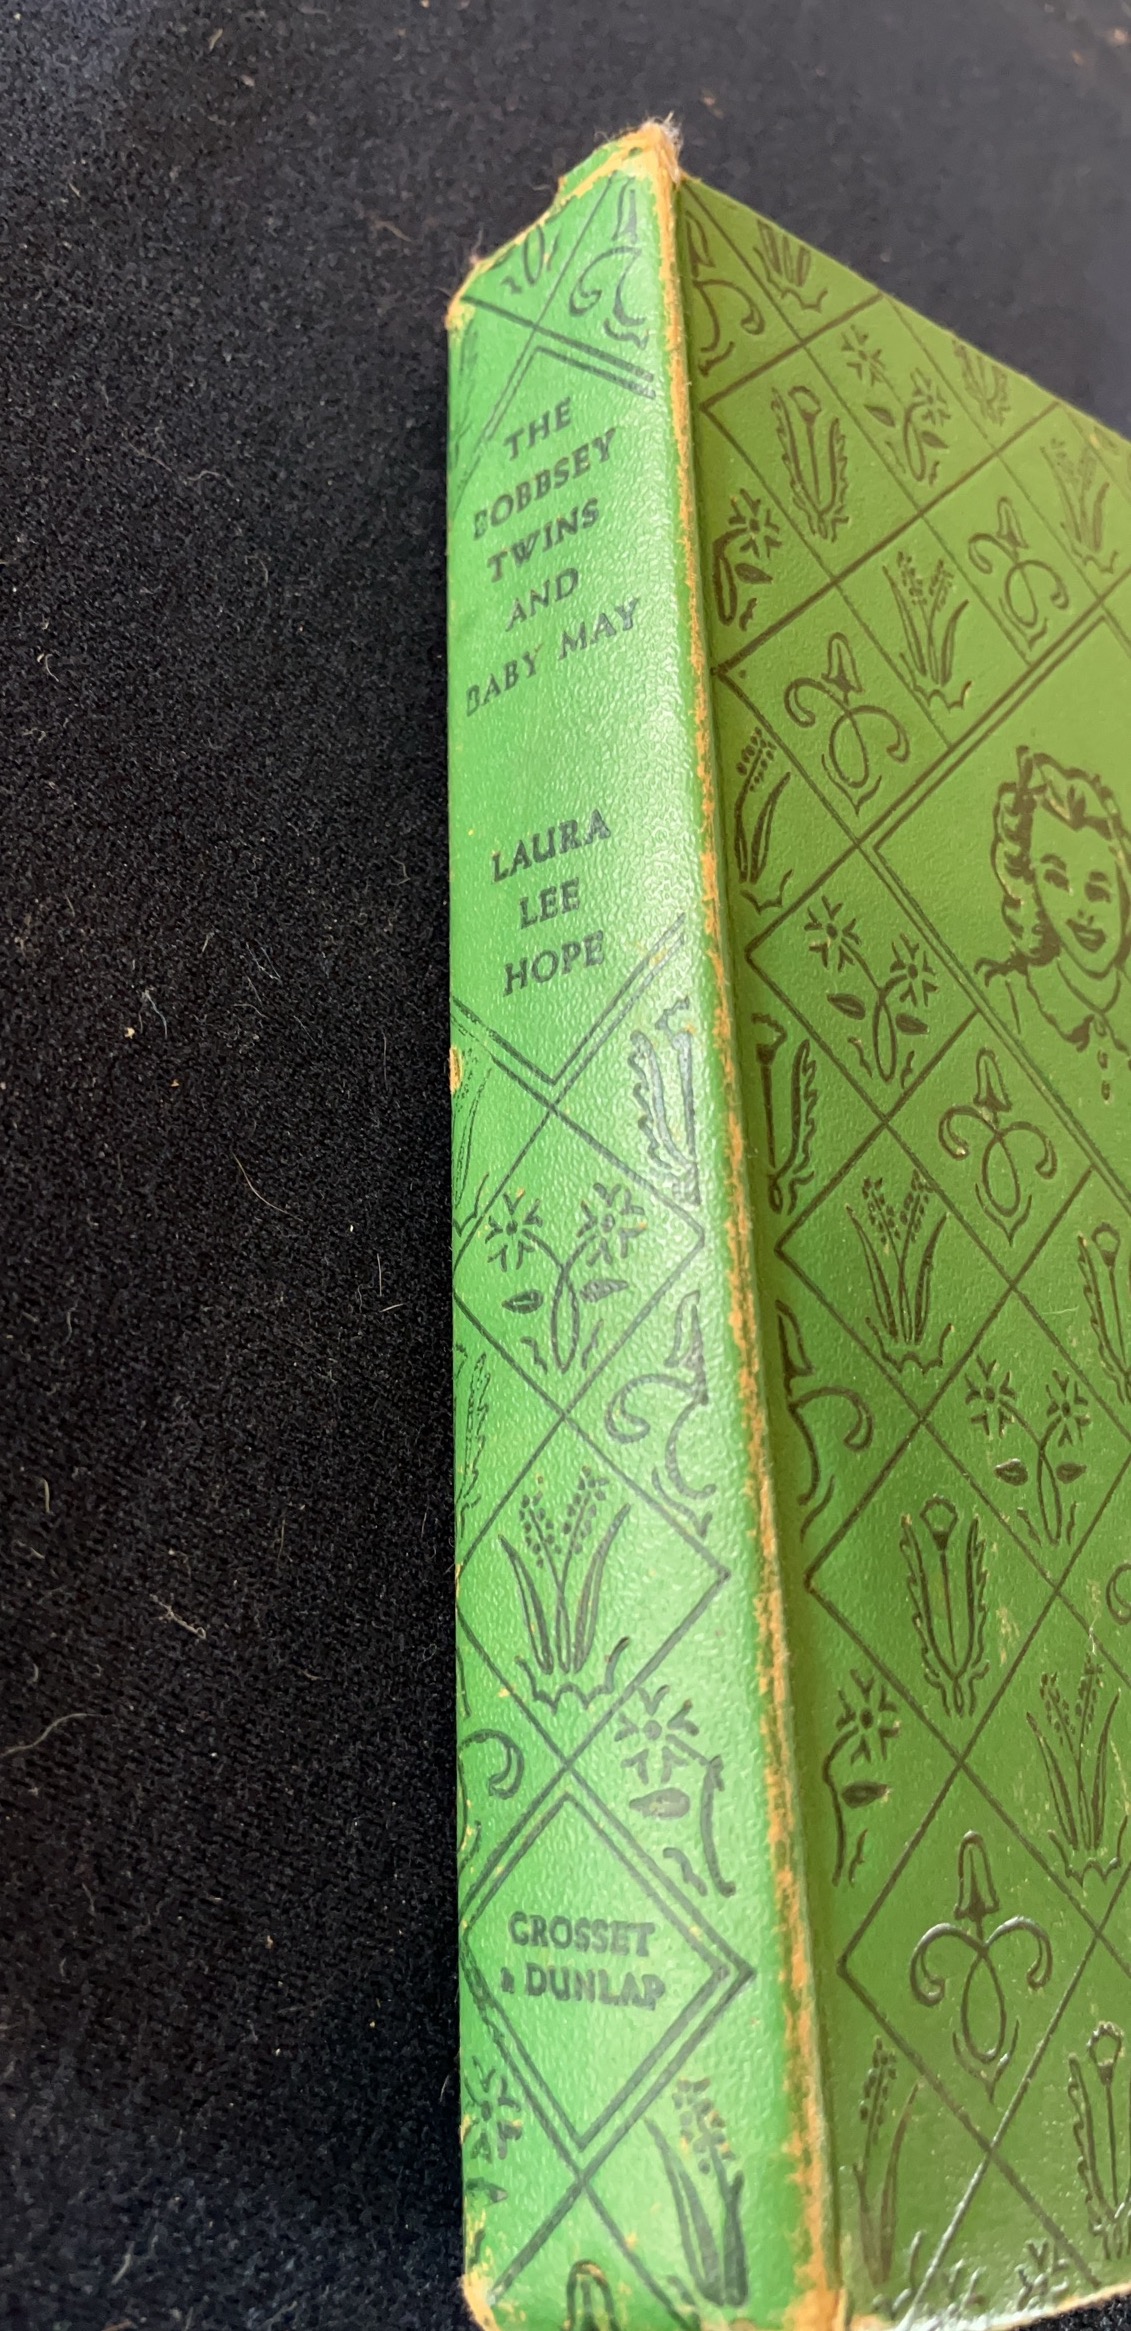 THE
BOBBSEY
TWINS
AND
BABY MAY
LAURA
LEE
HOPE
GROSSET
& DUNLAP